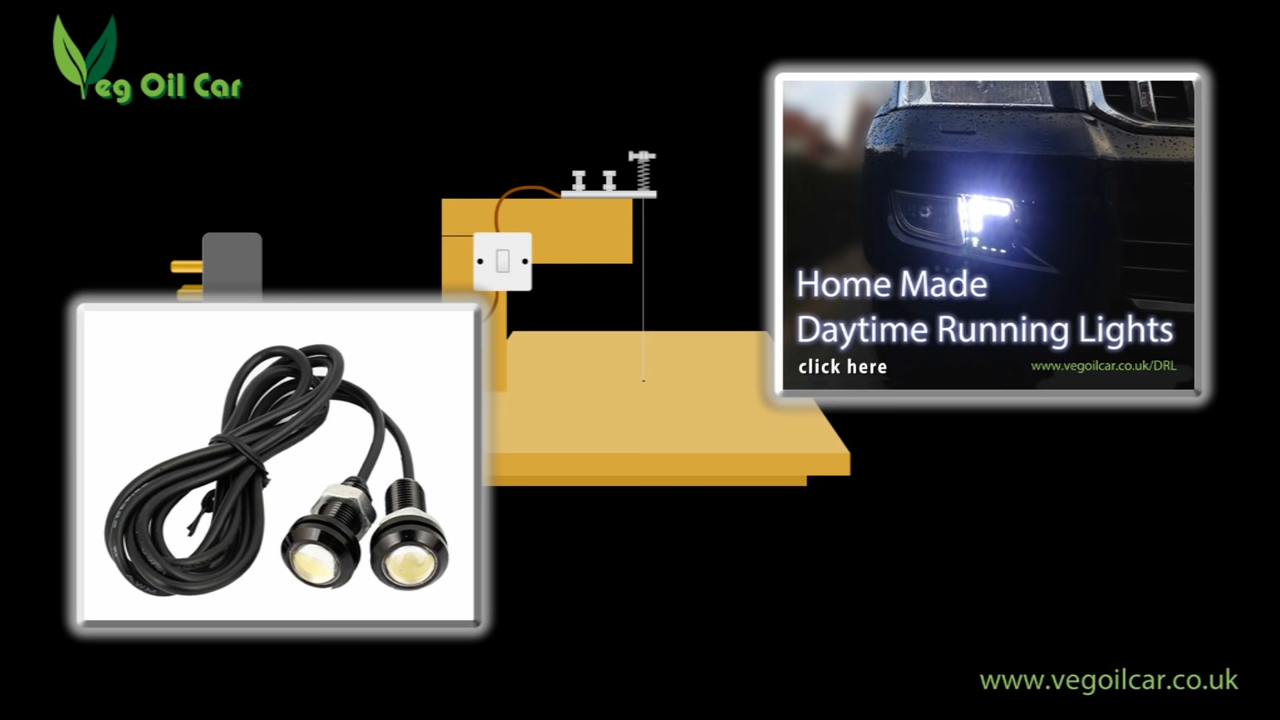 Veg Oil Car
Home Made
Daytime Running Lights
click here
www.vegoilcar.co.uk/DRL
www.vegoilcar.co.uk